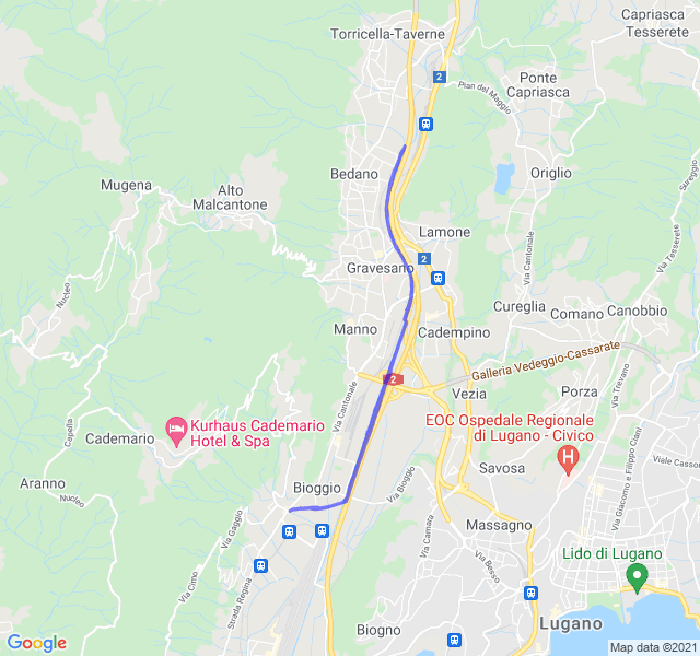 Torricella-Taverne
Capriasca
Tesserete
2
Ponte
Capriasca
Pian del Maggio
Bedano
Origlio
Mugena
Alto
Malcantone
Sureggio
Lamone
2
Gravesano
Via Cantonale
Via Tesserete
Nucleo
Cureglia
Comano
Canobbio
Manno
Cadempino
Galleria Vedeggio-Cassarate
2
Vezia
Porza
Via Trevano
Via Cantonale
Kurhaus Cademario
Hotel & Spa
EOC Ospedale Regionale
di Lugano - Civico
H
Capella
Cademario
Via Giacomo e Filippo Ciani
Viale Casso
Savosa
Aranno
Nucleo
Bioggio
Via Bioggio
Via Gaggio
Massagno
Via Camara
Lido di Lugano
Via Besso
Via Cimo
Strada Regina
Lugano
Biogno
Google
Map data ©2021